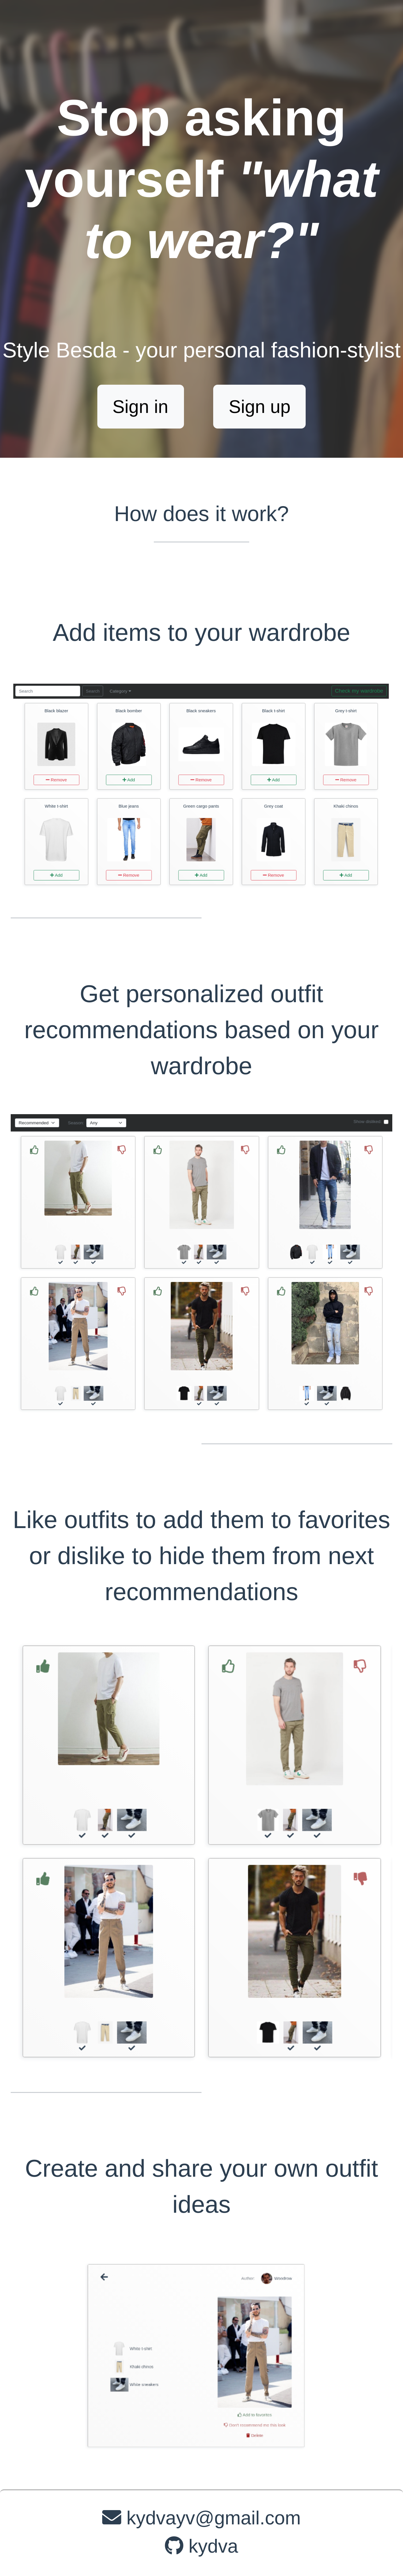 Stop asking
yourself "what
to wear?"
Style Besda - your personal fashion-stylist
Sign in Sign up
How does it work?
Add items to your wardrobe
Search Search Category Check my wardrobe
Black blazer Black bomber Black sneakers Black t-shirt Grey t-shirt
Remove Add Remove Add Remove
White t-shirt Blue jeans Green cargo pants Grey coat Khaki chinos
Add Remove Add Remove Add
Get personalized outfit
recommendations based on your
wardrobe
Recommended Season: Any Show disliked
Like outfits to add them to favorites
or dislike to hide them from next
recommendations
Create and share your own outfit
ideas
Author:
White t-shirt
Khaki chinos
White sneakers
Add to favorites
Don't recommend me this look
Delete
kydvayv@gmail.com
kydva